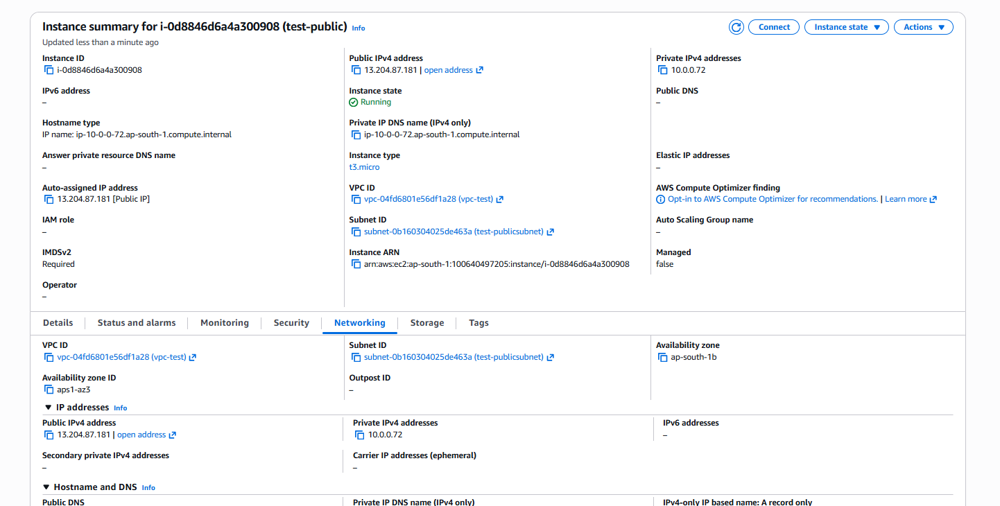 Instance summary for i-0d8846d6a4a300908 (test-public) Info
Connect
Instance state
Actions
Updated less than a minute ago
Instance ID
i-0d8846d6a4a300908
Public IPv4 address
13.204.87.181 | open address
Private IPv4 addresses
10.0.0.72
IPv6 address
–
Instance state
Running
Public DNS
–
Hostname type
IP name: ip-10-0-0-72.ap-south-1.compute.internal
Private IP DNS name (IPv4 only)
ip-10-0-0-72.ap-south-1.compute.internal
Answer private resource DNS name
–
Instance type
t3.micro
Elastic IP addresses
–
Auto-assigned IP address
13.204.87.181 [Public IP]
VPC ID
vpc-04fd6801e56df1a28 (vpc-test)
AWS Compute Optimizer finding
Opt-in to AWS Compute Optimizer for recommendations. | Learn more
IAM role
–
Subnet ID
subnet-0b160304025de463a (test-publicsubnet)
Auto Scaling Group name
–
IMDSv2
Required
Instance ARN
arn:aws:ec2:ap-south-1:100640497205:instance/i-0d8846d6a4a300908
Managed
false
Operator
–
Details
Status and alarms
Monitoring
Security
Networking
Storage
Tags
VPC ID
vpc-04fd6801e56df1a28 (vpc-test)
Subnet ID
subnet-0b160304025de463a (test-publicsubnet)
Availability zone
ap-south-1b
Availability zone ID
aps1-az3
Outpost ID
–
IP addresses Info
Public IPv4 address
13.204.87.181 | open address
Private IPv4 addresses
10.0.0.72
IPv6 addresses
–
Secondary private IPv4 addresses
–
Carrier IP addresses (ephemeral)
–
Hostname and DNS Info
Public DNS
Private IP DNS name (IPv4 only)
IPv4-only IP based name: A record only